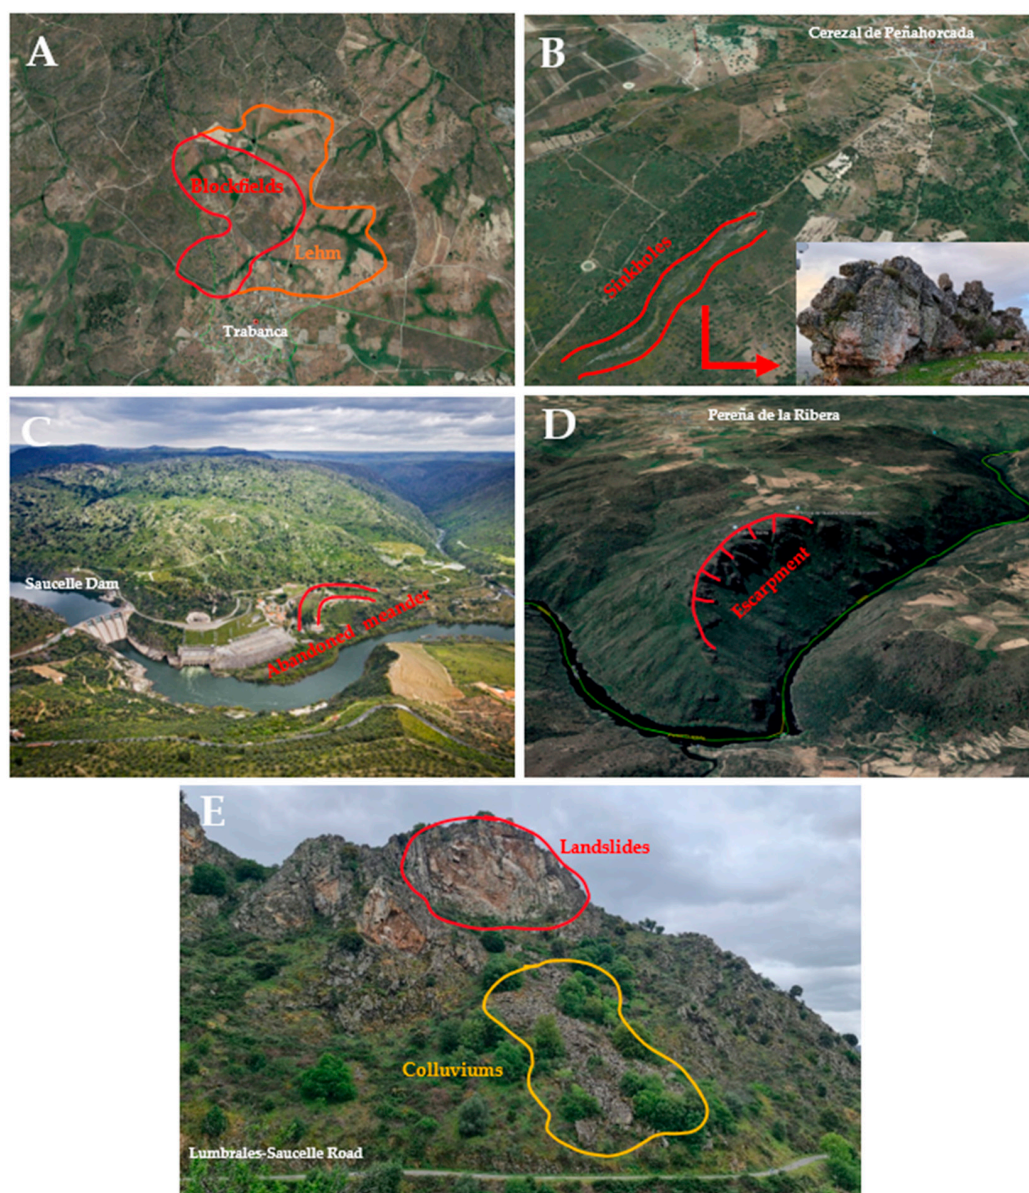 A
Blockfields
Lehm
Trabanca
B
Cerezal de Peñahorcada
Sinkholes
C
Saucelle Dam
Abandoned meander
D
Pereña de la Ribera
Escarpment
E
Landslides
Colluviums
Lumbrales-Saucelle Road